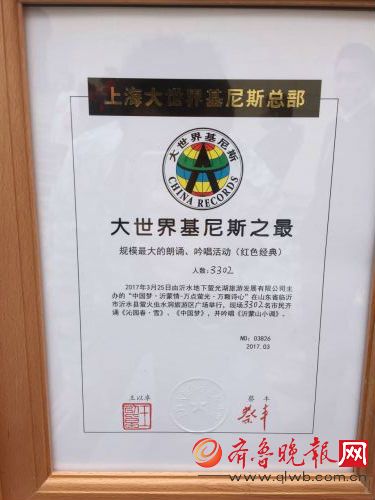 上海大世界基尼斯总部
大世界基尼斯
CHINA RECORDS
大世界基尼斯之最
规模最大的朗诵、吟唱活动（红色经典）
人数：3302
2017年3月25日由沂水地下萤光湖旅游发展有限公司主
办的“中国梦·沂蒙情·万点萤光·万颗诗心”在山东省临沂
市沂水县萤火虫水洞旅游区广场举行。现场3302名市民齐
诵《沁园春·雪》、《中国梦》，并吟唱《沂蒙山小调》。
NO: 03826
2017.03
蔡丰
齐鲁晚报网
www.qlwb.com.cn